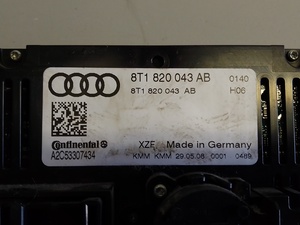 8T1 820 043 AB 0140
8T1 820 043 AB H06
Continental
A2C53307434
XZF Made in Germany
KMM KMM 29.05.08 0001 0489